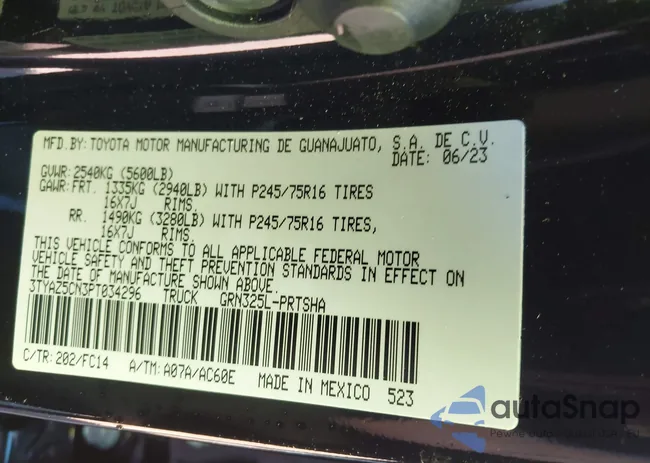 MFD.BY: TOYOTA MOTOR MANUFACTURING DE GUANAJUATO, S.A. DE C.V.
DATE: 06/23
GVWR: 2540KG (5600LB)
GAWR: FRT. 1335KG (2940LB) WITH P245/75R16 TIRES
16X7J RIMS.
RR. 1490KG (3280LB) WITH P245/75R16 TIRES,
16X7J RIMS.
THIS VEHICLE CONFORMS TO ALL APPLICABLE FEDERAL MOTOR
VEHICLE SAFETY AND THEFT PREVENTION STANDARDS IN EFFECT ON
THE DATE OF MANUFACTURE SHOWN ABOVE.
3TYAZ5CN3PT034296 TRUCK GRN325L-PRTSHA
C/TR: 202/FC14 A/TM: A07A/AC60E MADE IN MEXICO 523
autaSnap